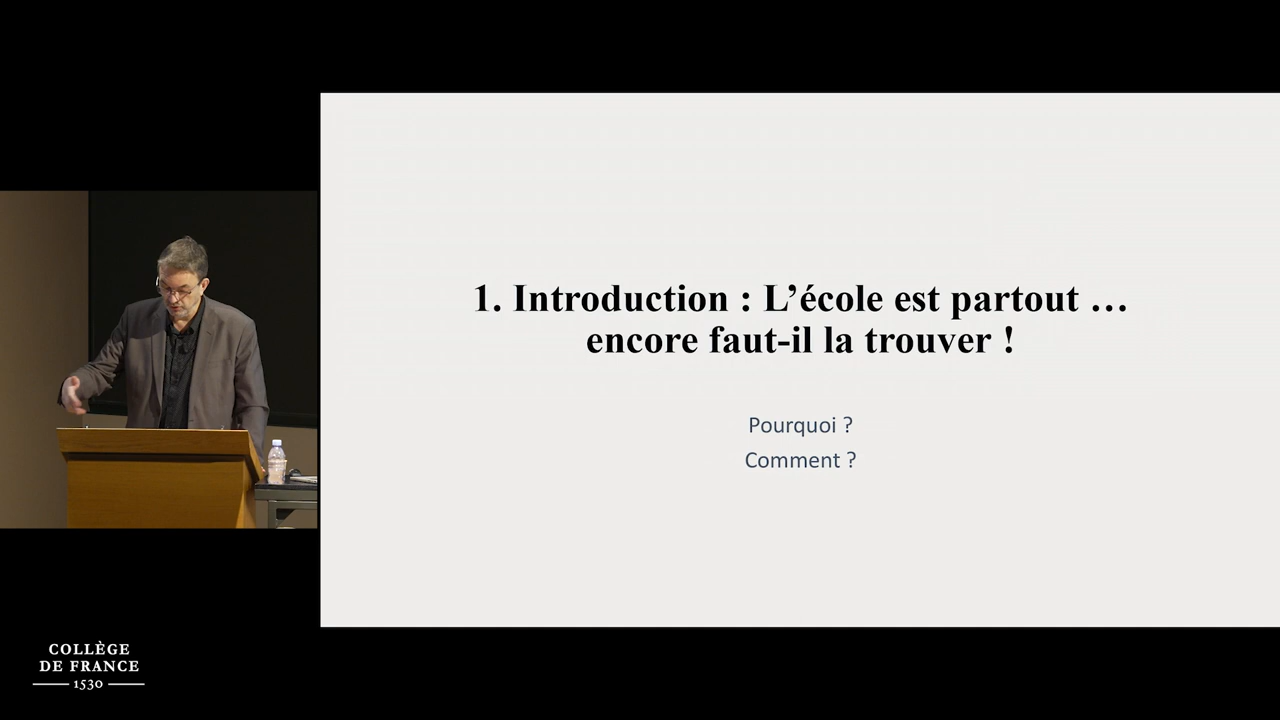 1. Introduction : L’école est partout …
encore faut-il la trouver !
Pourquoi ?
Comment ?
COLLÈGE
DE FRANCE
1530